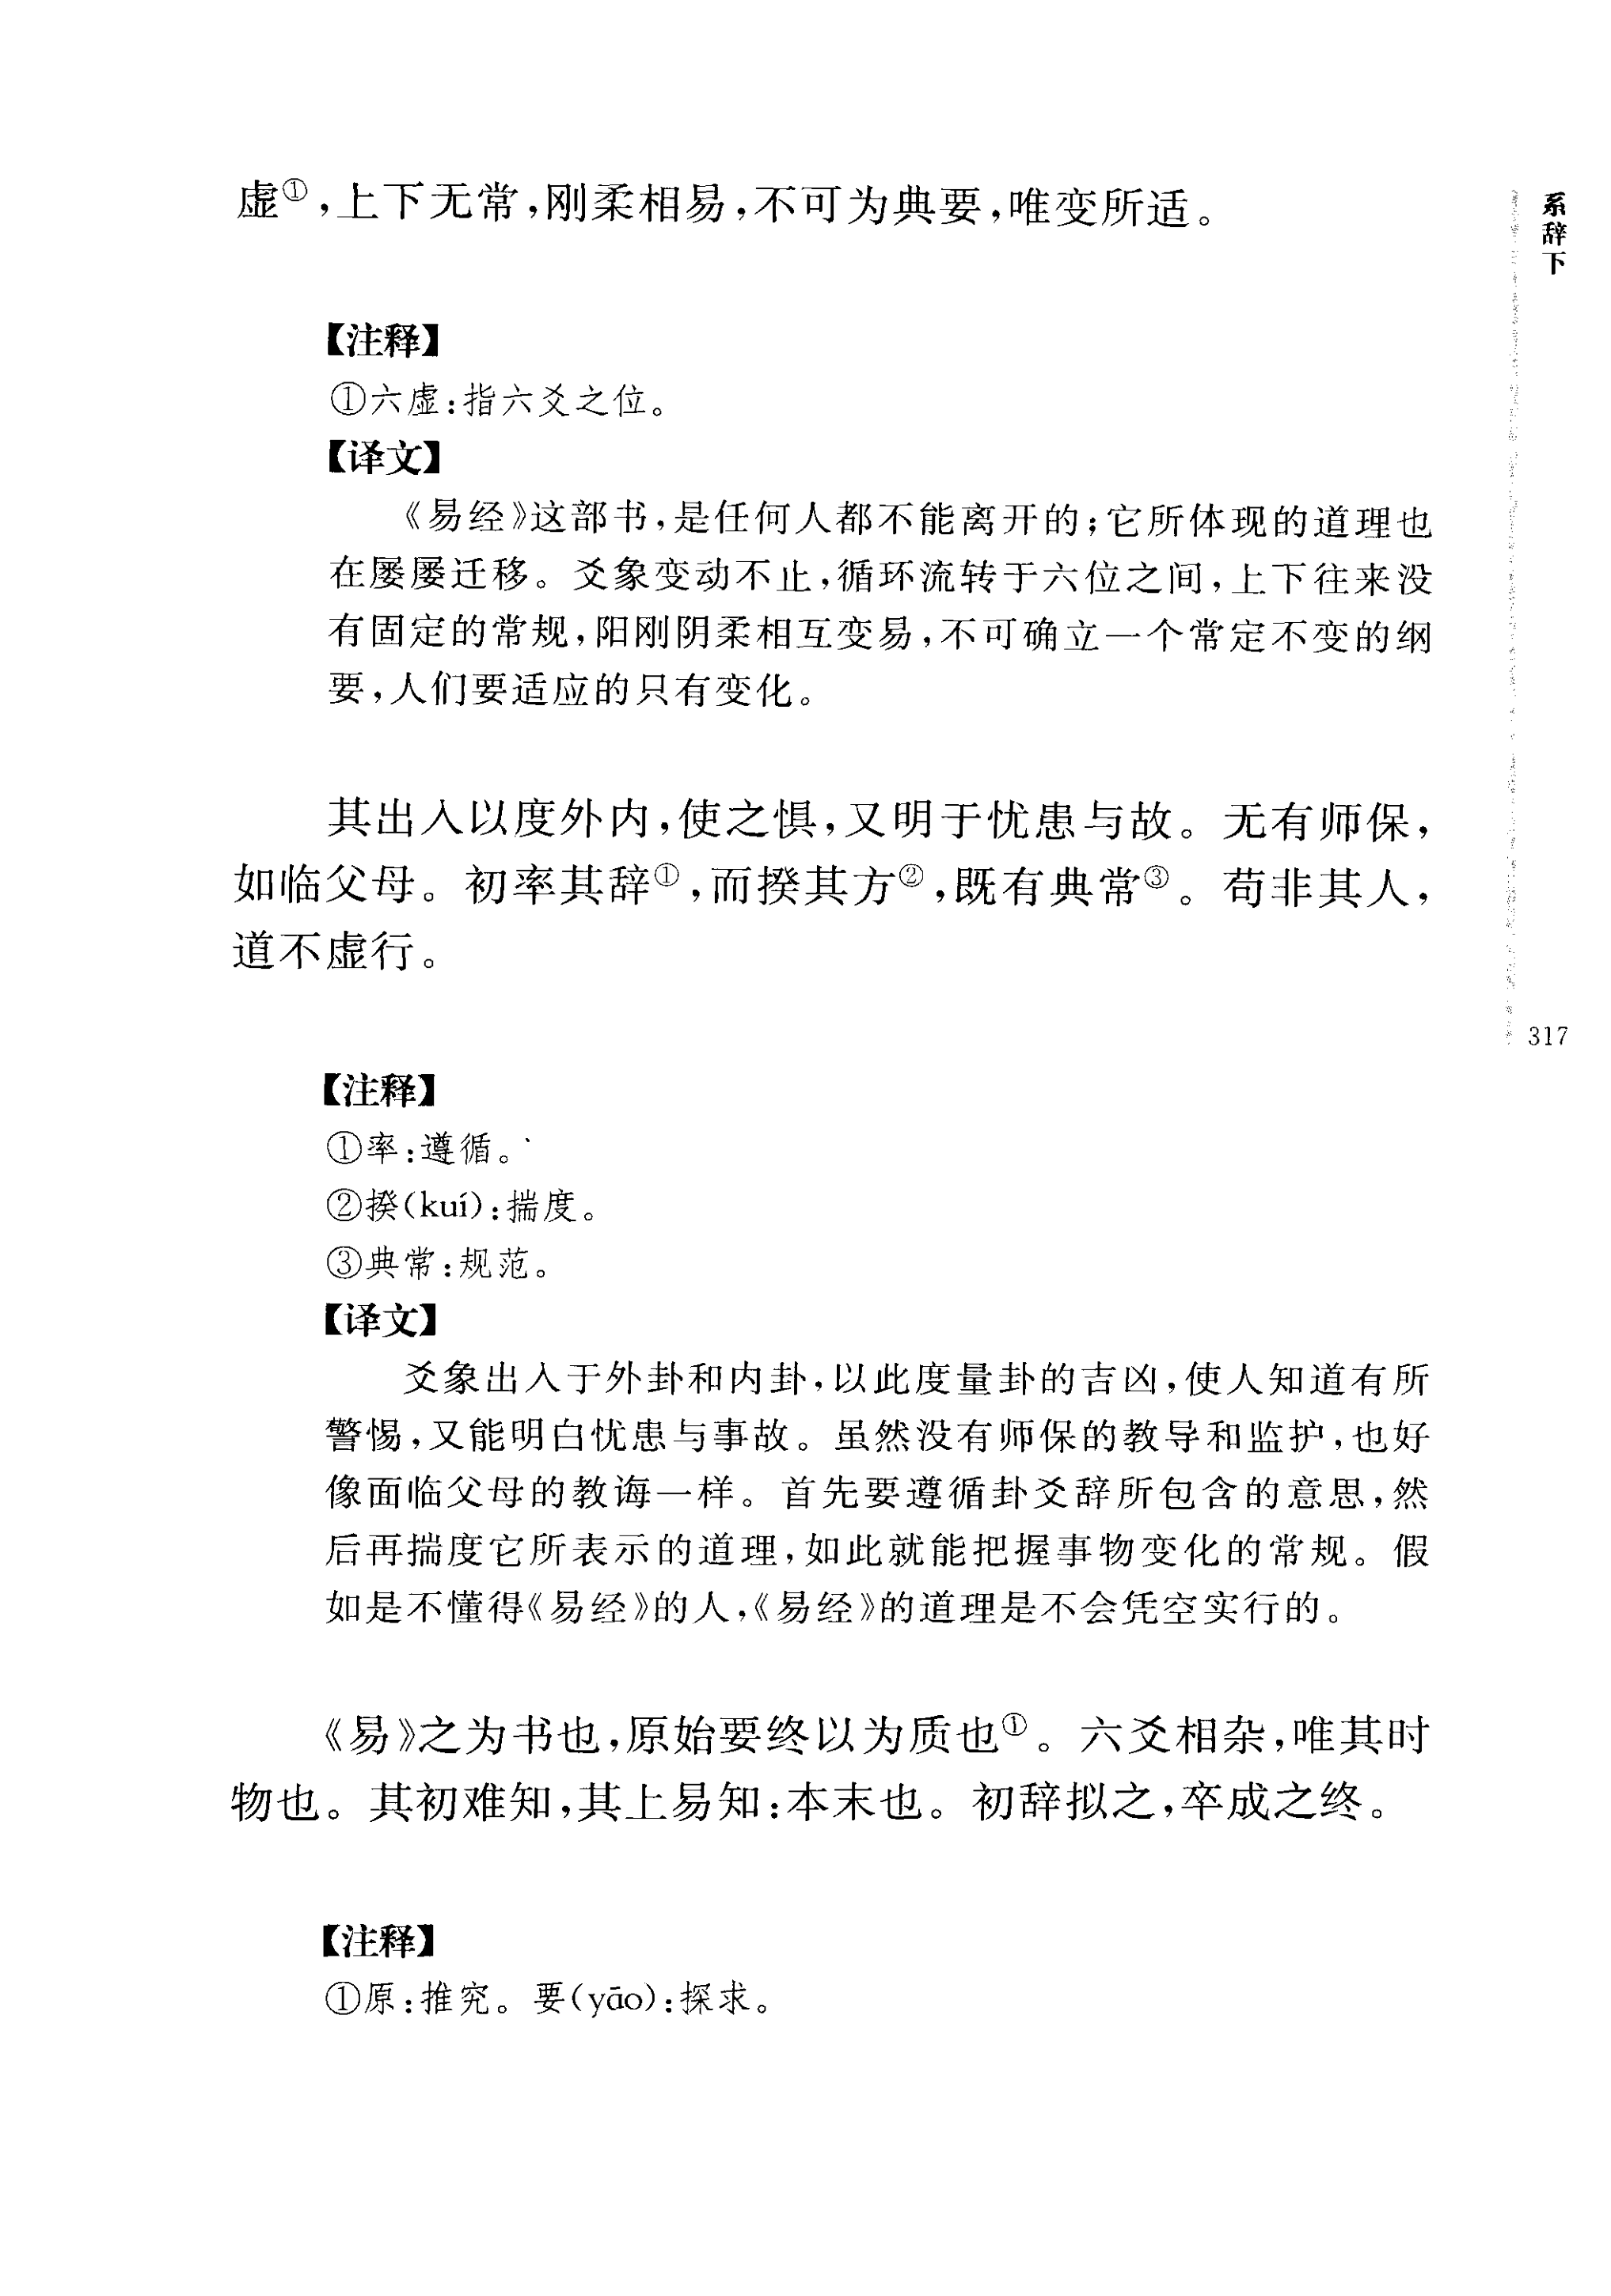 虚①,上下无常,刚柔相易,不可为典要,唯变所适。
【注释】
①六虚:指六爻之位。
【译文】
《易经》这部书,是任何人都不能离开的;它所体现的道理也
在屡屡迁移。爻象变动不止,循环流转于六位之间,上下往来没
有固定的常规,阳刚阴柔相互变易,不可确立一个常定不变的纲
要,人们要适应的只有变化。
其出入以度外内,使之惧,又明于忧患与故。无有师保,
如临父母。初率其辞①,而揆其方②,既有典常③。苟非其人,
道不虚行。
【注释】
①率:遵循。
②揆(kuí):揣度。
③典常:规范。
【译文】
爻象出入于外卦和内卦,以此度量卦的吉凶,使人知道有所
警惕,又能明白忧患与事故。虽然没有师保的教导和监护,也好
像面临父母的教诲一样。首先要遵循卦爻辞所包含的意思,然
后再揣度它所表示的道理,如此就能把握事物变化的常规。假
如是不懂得《易经》的人,《易经》的道理是不会凭空实行的。
《易》之为书也,原始要终以为质也①。六爻相杂,唯其时
物也。其初难知,其上易知:本末也。初辞拟之,卒成之终。
【注释】
①原:推究。要(yāo):探求。
系辞下
317